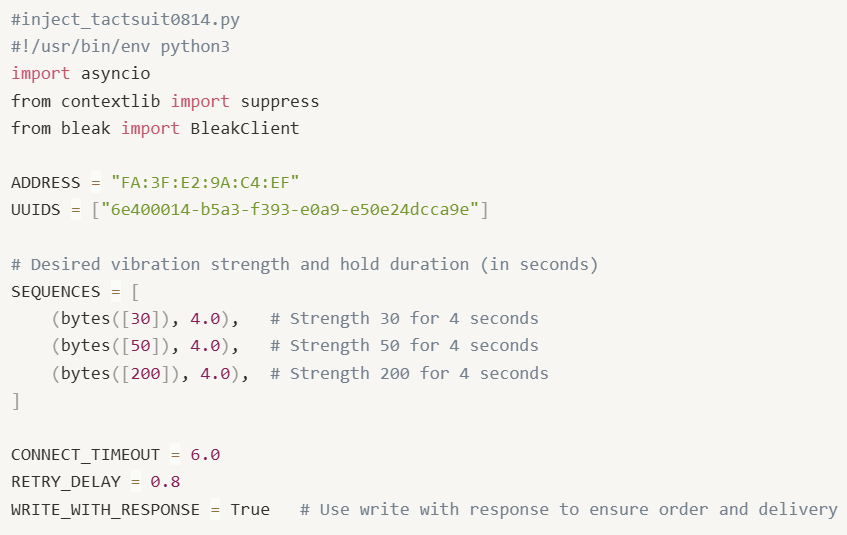 #inject_tactsuit0814.py
#!/usr/bin/env python3
import asyncio
from contextlib import suppress
from bleak import BleakClient

ADDRESS = "FA:3F:E2:9A:C4:EF"
UUIDS = ["6e400014-b5a3-f393-e0a9-e50e24dcca9e"]

# Desired vibration strength and hold duration (in seconds)
SEQUENCES = [
    (bytes([30]), 4.0),   # Strength 30 for 4 seconds
    (bytes([50]), 4.0),   # Strength 50 for 4 seconds
    (bytes([200]), 4.0),  # Strength 200 for 4 seconds
]

CONNECT_TIMEOUT = 6.0
RETRY_DELAY = 0.8
WRITE_WITH_RESPONSE = True   # Use write with response to ensure order and delivery